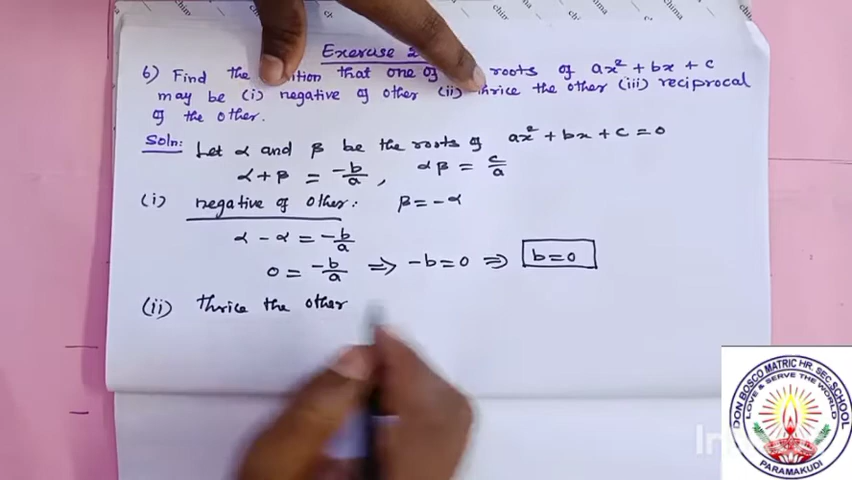 Exercise 2
6) Find the that one of roots of ax² + bx + c
may be (i) negative of other (ii) thrice the other (iii) reciprocal
of the other.
Soln: Let α and β be the roots of ax² + bx + c = 0
α + β = -b/a , αβ = c/a
(i) negative of other: β = -α
α - α = -b/a
0 = -b/a ⇒ -b = 0 ⇒ b = 0
(ii) Thrice the other
DON BOSCO MATRIC HR. SEC. SCHOOL
LOVE & SERVE THE WORLD
PARAMAKUDI